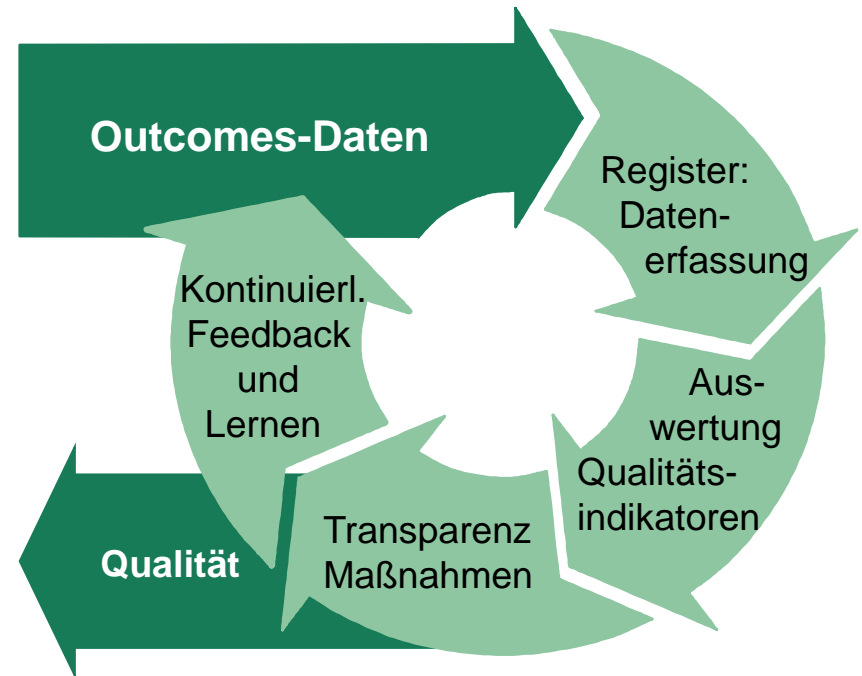 Outcomes-Daten
Register:
Daten-
erfassung
Aus-
wertung
Qualitäts-
indikatoren
Transparenz
Maßnahmen
Kontinuierl.
Feedback
und
Lernen
Qualität